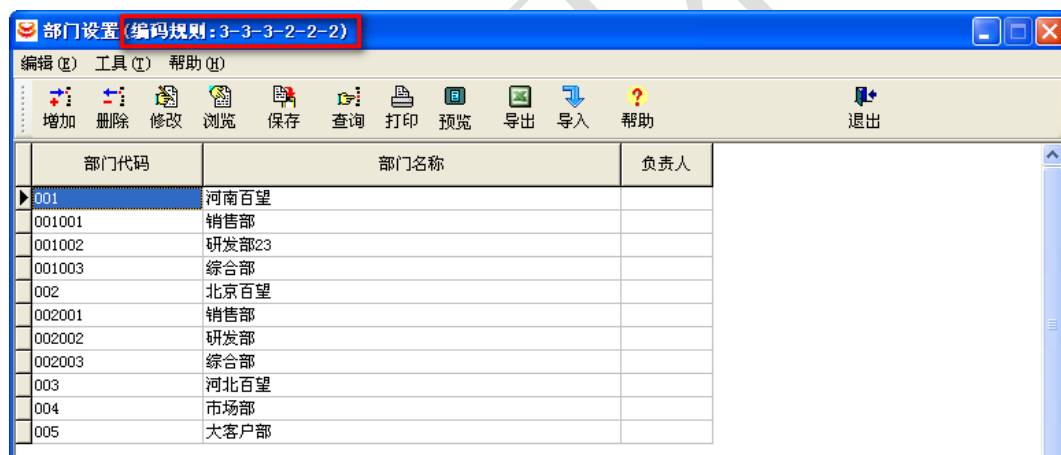 部门设置(编码规则:3-3-3-2-2-2)
编辑(E) 工具(T) 帮助(H)
增加 删除 修改 浏览 保存 查询 打印 预览 导出 导入 帮助 退出
部门代码 部门名称 负责人
001 河南百望
001001 销售部
001002 研发部23
001003 综合部
002 北京百望
002001 销售部
002002 研发部
002003 综合部
003 河北百望
004 市场部
005 大客户部